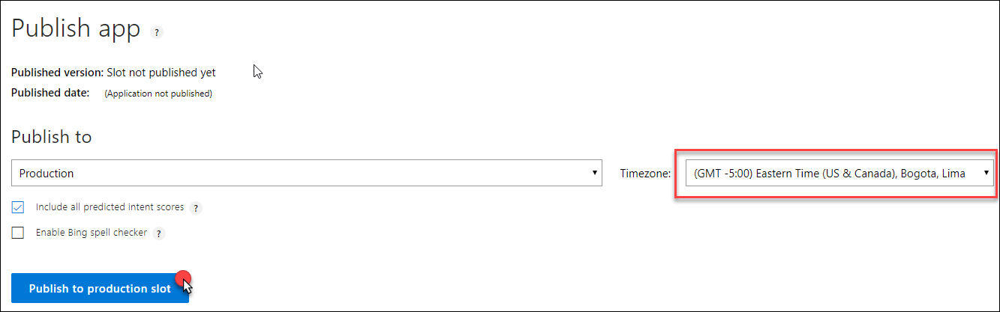 Publish app ?
Published version: Slot not published yet
Published date: (Application not published)
Publish to
Production Timezone: (GMT -5:00) Eastern Time (US & Canada), Bogota, Lima
Include all predicted intent scores ?
Enable Bing spell checker ?
Publish to production slot